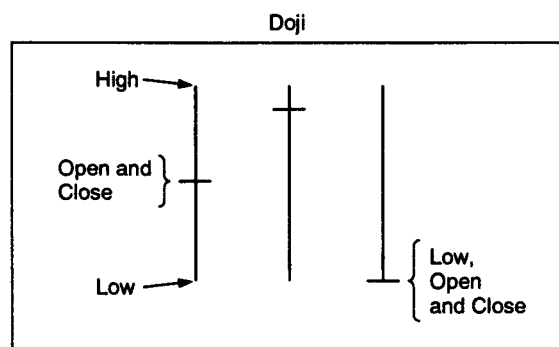 Doji
High
Open and
Close
Low
Low,
Open
and Close